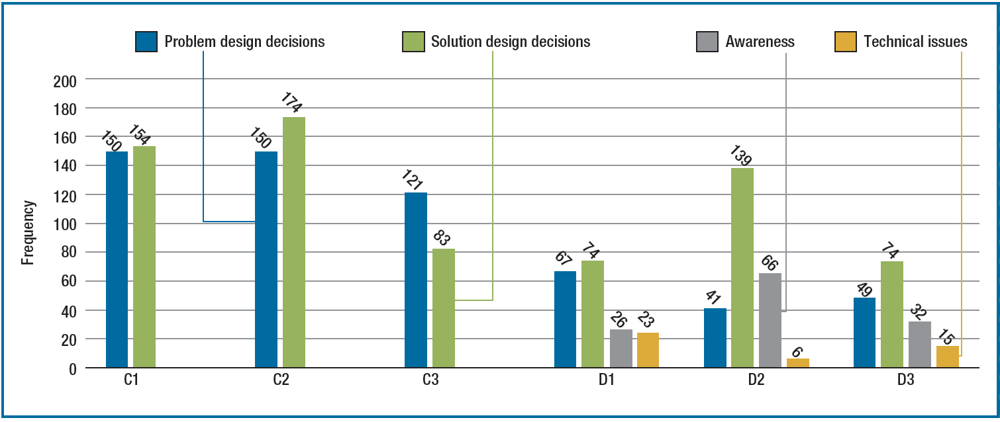 Problem design decisions
Solution design decisions
Awareness
Technical issues
Frequency
200
180
160
140
120
100
80
60
40
20
0
150
154
150
174
121
83
67
74
26
23
41
139
66
6
49
74
32
15
C1
C2
C3
D1
D2
D3